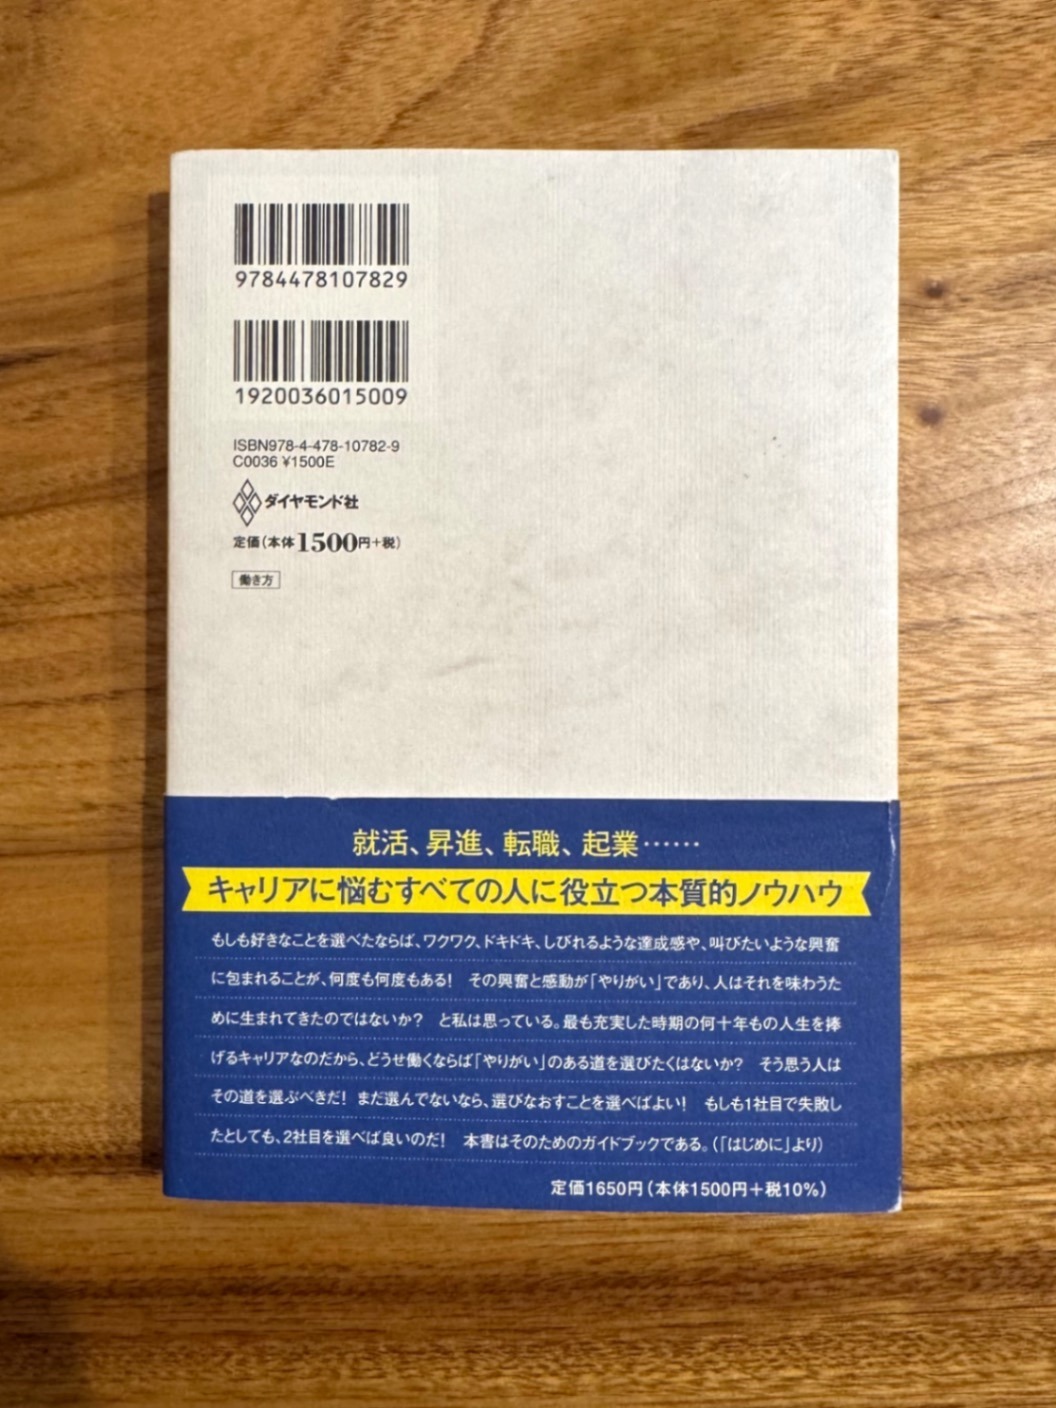 9784478107829
1920036015009
ISBN978-4-478-10782-9
C0036 ¥1500E
ダイヤモンド社
定価(本体1500円+税)
働き方
就活、昇進、転職、起業……
キャリアに悩むすべての人に役立つ本質的ノウハウ
もしも好きなことを選べたならば、ワクワク、ドキドキ、しびれるような達成感や、叫びたいような興奮
に包まれることが、何度も何度もある!　その興奮と感動が「やりがい」であり、人はそれを味わうた
めに生まれてきたのではないか?　と私は思っている。最も充実した時期の何十年もの人生を捧
げるキャリアなのだから、どうせ働くならば「やりがい」のある道を選びたくはないか?　そう思う人は
その道を選ぶべきだ! まだ選んでないなら、選びなおすことを選べばよい!　もしも1社目で失敗し
たとしても、2社目を選べば良いのだ!　本書はそのためのガイドブックである。(「はじめに」より)
定価1650円(本体1500円+税10%)